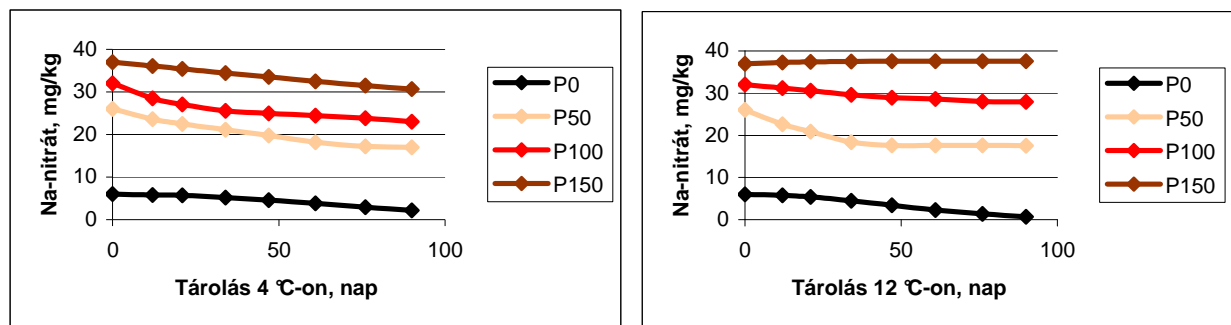 Na-nitrát, mg/kg
40
30
20
10
0
0
50
100
Tárolás 4 °C-on, nap
P0
P50
P100
P150
Na-nitrát, mg/kg
40
30
20
10
0
0
50
100
Tárolás 12 °C-on, nap
P0
P50
P100
P150